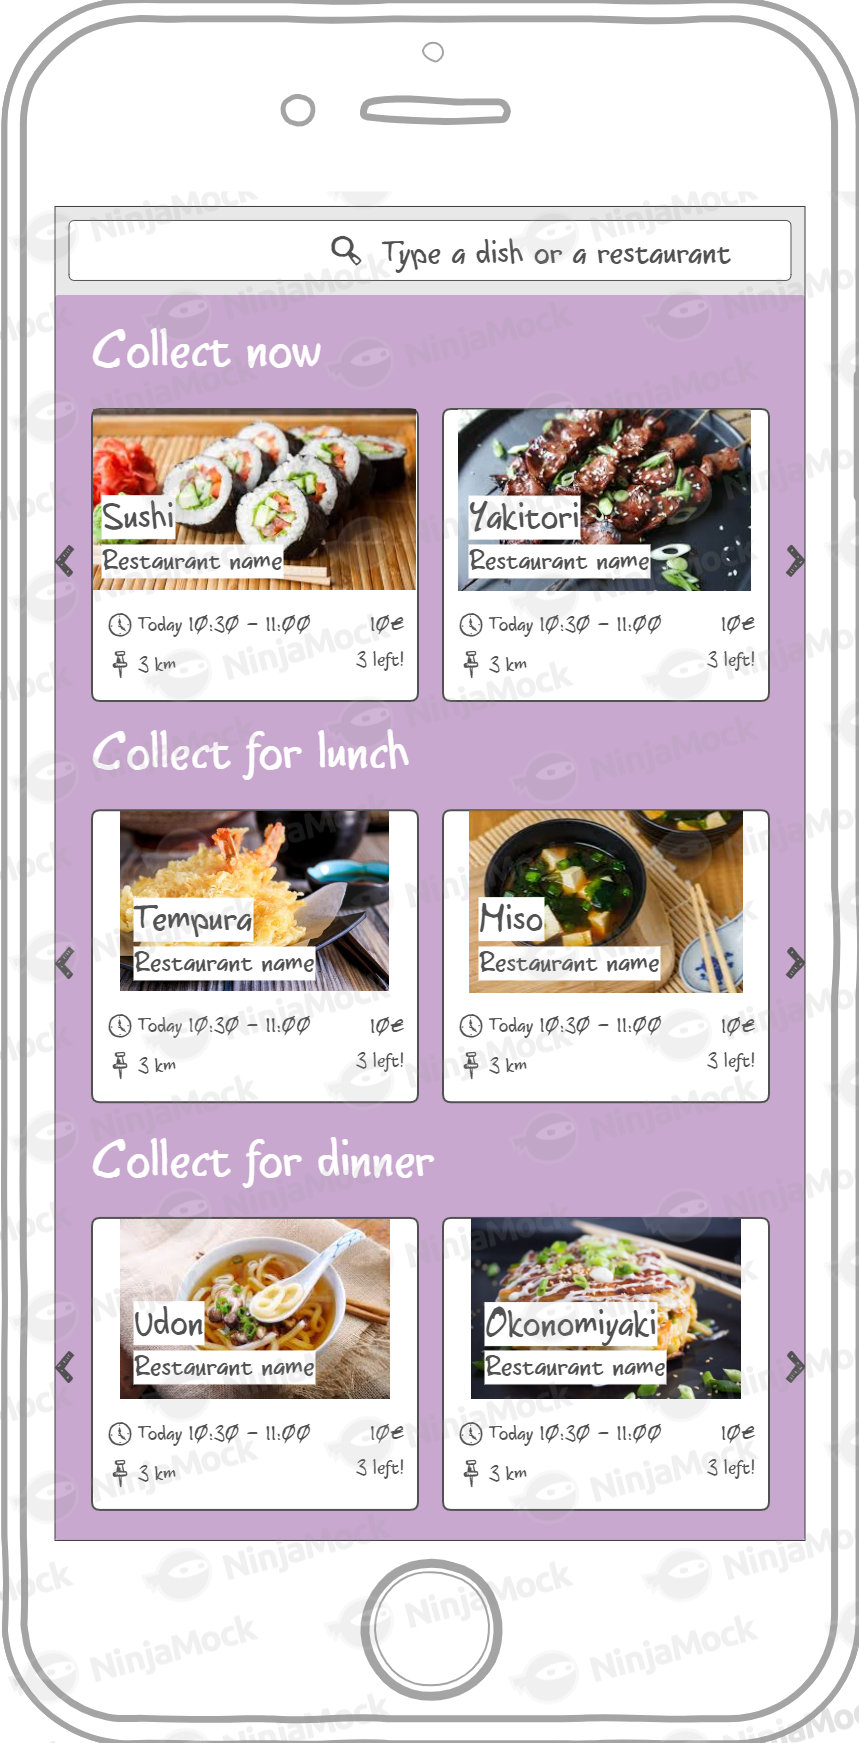 Type a dish or a restaurant
Collect now
Sushi
Restaurant name
Today 10:30 - 11:00 10€
3 km 3 left!
Yakitori
Restaurant name
Today 10:30 - 11:00 10€
3 km 3 left!
Collect for lunch
Tempura
Restaurant name
Today 10:30 - 11:00 10€
3 km 3 left!
Miso
Restaurant name
Today 10:30 - 11:00 10€
3 km 3 left!
Collect for dinner
Udon
Restaurant name
Today 10:30 - 11:00 10€
3 km 3 left!
Okonomiyaki
Restaurant name
Today 10:30 - 11:00 10€
3 km 3 left!
NinjaMock